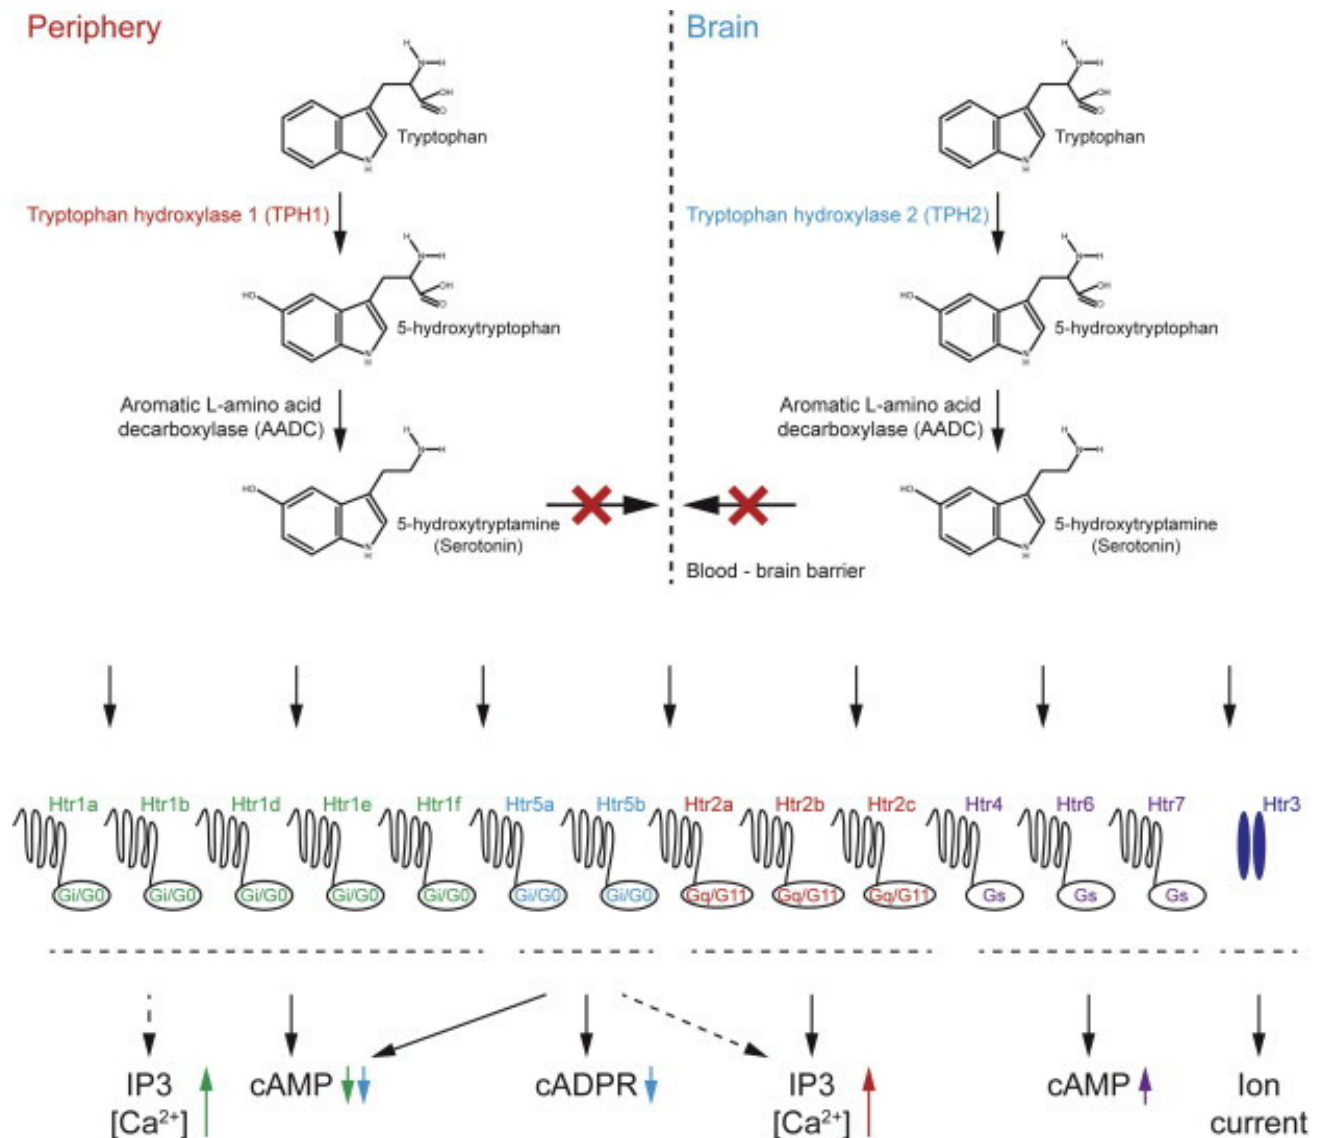 Periphery
Brain
Tryptophan
Tryptophan
Tryptophan hydroxylase 1 (TPH1)
Tryptophan hydroxylase 2 (TPH2)
5-hydroxytryptophan
5-hydroxytryptophan
Aromatic L-amino acid
decarboxylase (AADC)
Aromatic L-amino acid
decarboxylase (AADC)
5-hydroxytryptamine
(Serotonin)
5-hydroxytryptamine
(Serotonin)
Blood - brain barrier
Htr1a Htr1b Htr1d Htr1e Htr1f Htr5a Htr5b Htr2a Htr2b Htr2c Htr4 Htr6 Htr7 Htr3
Gi/G0 Gi/G0 Gi/G0 Gi/G0 Gi/G0 Gi/G0 Gi/G0 Gq/G11 Gq/G11 Gq/G11 Gs Gs Gs
IP3 cAMP cADPR IP3 cAMP Ion
[Ca²⁺] [Ca²⁺] current